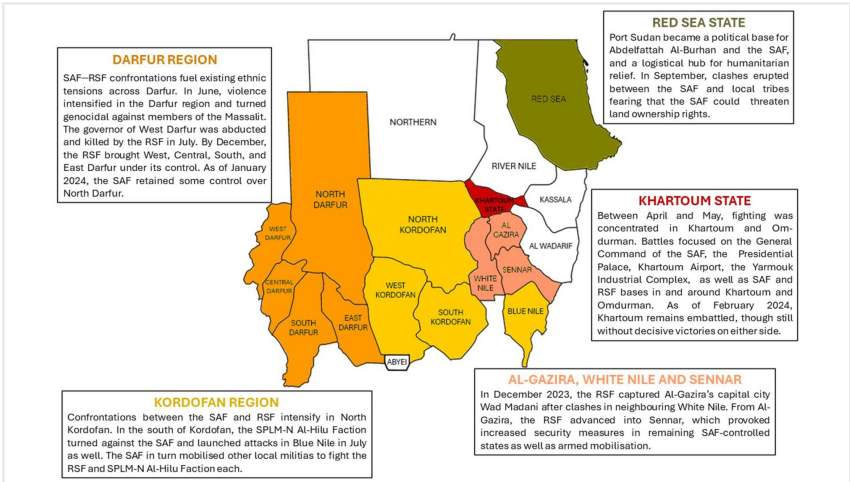 RED SEA STATE
Port Sudan became a political base for
Abdelfattah Al-Burhan and the SAF,
and a logistical hub for humanitarian
relief. In September, clashes erupted
between the SAF and local tribes
fearing that the SAF could threaten
land ownership rights.
DARFUR REGION
SAF—RSF confrontations fuel existing ethnic
tensions across Darfur. In June, violence
intensified in the Darfur region and turned
genocidal against members of the Massalit.
The governor of West Darfur was abducted
and killed by the RSF in July. By December,
the RSF brought West, Central, South, and
East Darfur under its control. As of January
2024, the SAF retained some control over
North Darfur.
RED SEA
NORTHERN
RIVER NILE
KHARTOUM
STATE
KASSALA
NORTH
DARFUR
NORTH
KORDOFAN
AL
GAZIRA
AL WADARIF
WEST
DARFUR
SENNAR
WHITE
NILE
CENTRAL
DARFUR
WEST
KORDOFAN
SOUTH
KORDOFAN
BLUE NILE
SOUTH
DARFUR
EAST
DARFUR
ABYEI
KHARTOUM STATE
Between April and May, fighting was
concentrated in Khartoum and Om-
durman. Battles focused on the General
Command of the SAF, the Presidential
Palace, Khartoum Airport, the Yarmouk
Industrial Complex, as well as SAF and
RSF bases in and around Khartoum and
Omdurman. As of February 2024,
Khartoum remains embattled, though still
without decisive victories on either side.
AL-GAZIRA, WHITE NILE AND SENNAR
In December 2023, the RSF captured Al-Gazira's capital city
Wad Madani after clashes in neighbouring White Nile. From Al-
Gazira, the RSF advanced into Sennar, which provoked
increased security measures in remaining SAF-controlled
states as well as armed mobilisation.
KORDOFAN REGION
Confrontations between the SAF and RSF intensify in North
Kordofan. In the south of Kordofan, the SPLM-N Al-Hilu Faction
turned against the SAF and launched attacks in Blue Nile in July
as well. The SAF in turn mobilised other local militias to fight the
RSF and SPLM-N Al-Hilu Faction each.